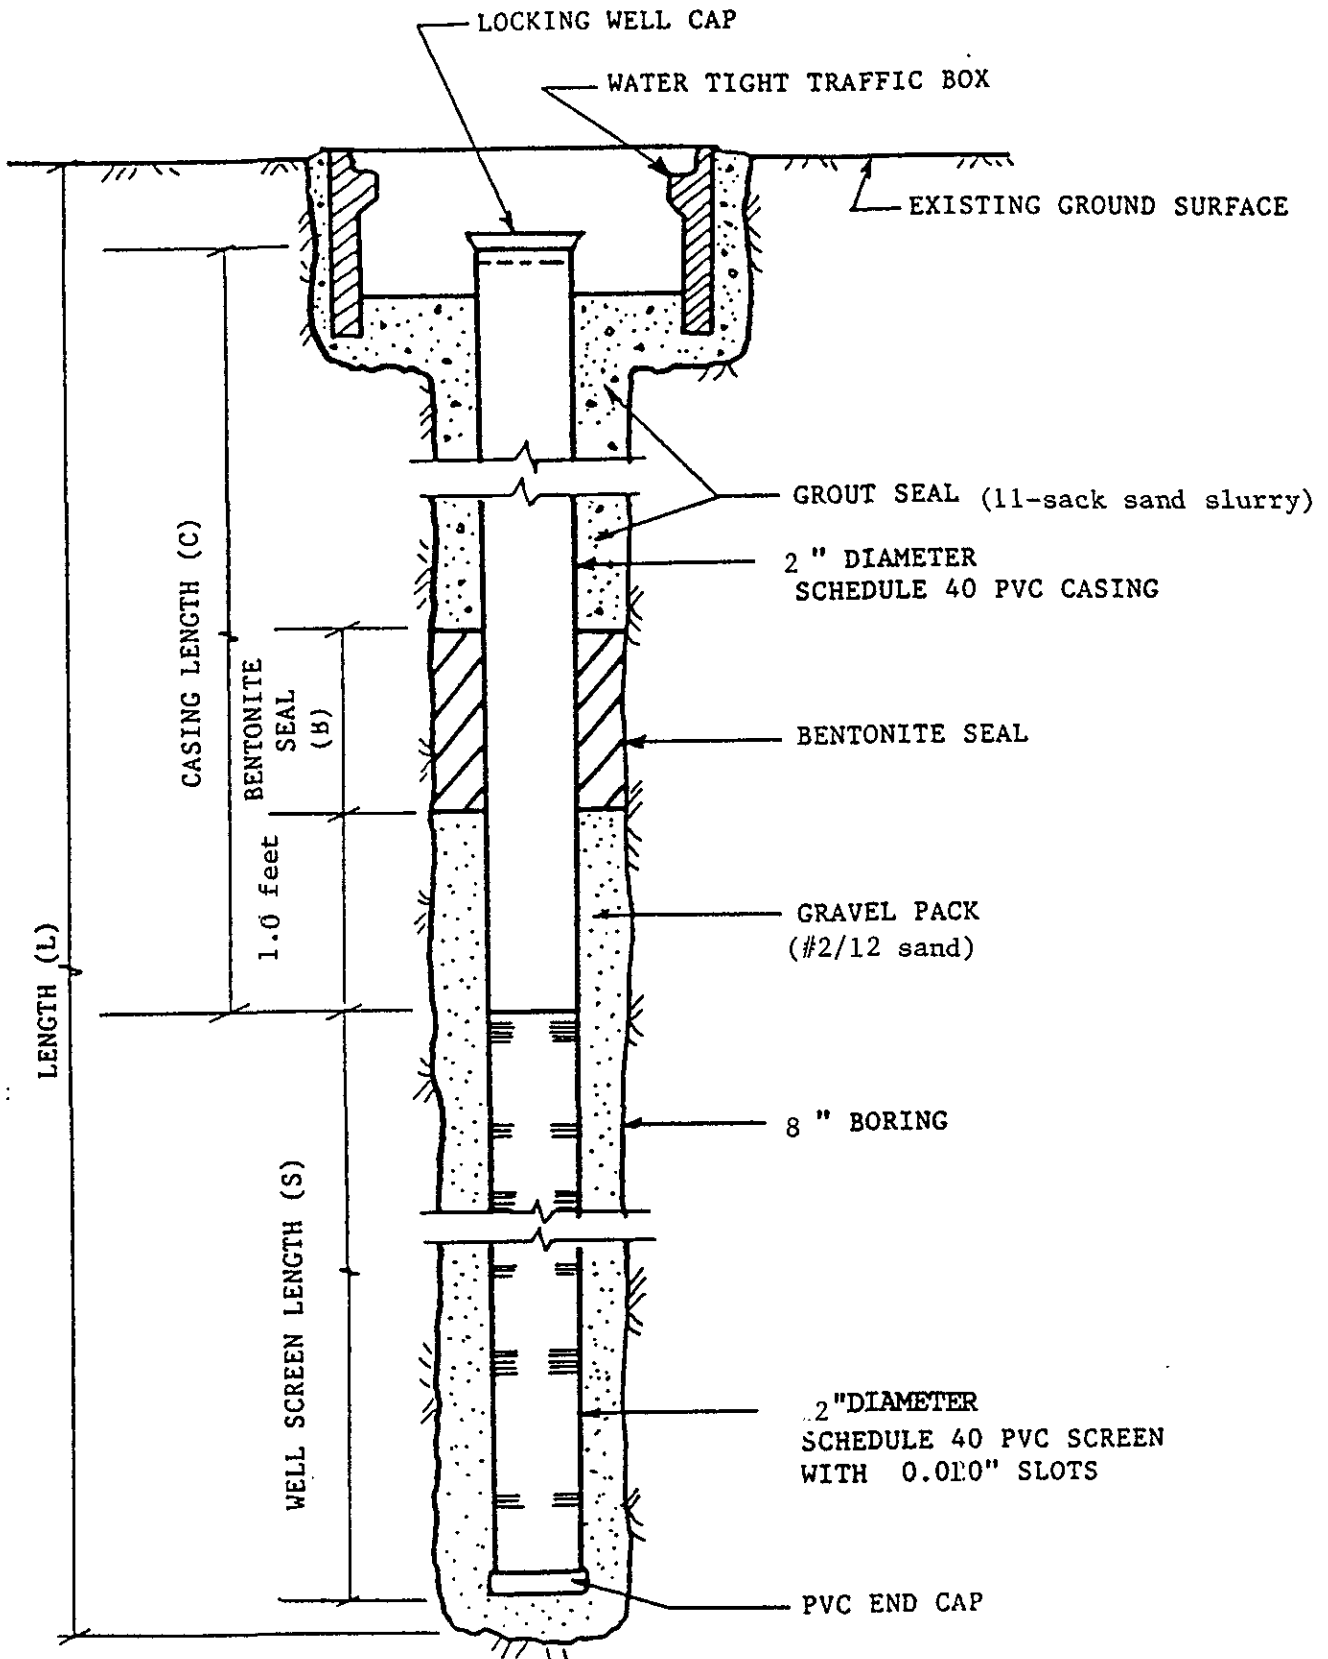 LOCKING WELL CAP
WATER TIGHT TRAFFIC BOX
EXISTING GROUND SURFACE
GROUT SEAL (11-sack sand slurry)
2 " DIAMETER
SCHEDULE 40 PVC CASING
CASING LENGTH (C)
BENTONITE
SEAL
(B)
BENTONITE SEAL
1.0 feet
GRAVEL PACK
(#2/12 sand)
LENGTH (L)
8 " BORING
WELL SCREEN LENGTH (S)
2"DIAMETER
SCHEDULE 40 PVC SCREEN
WITH SLOTS
PVC END CAP